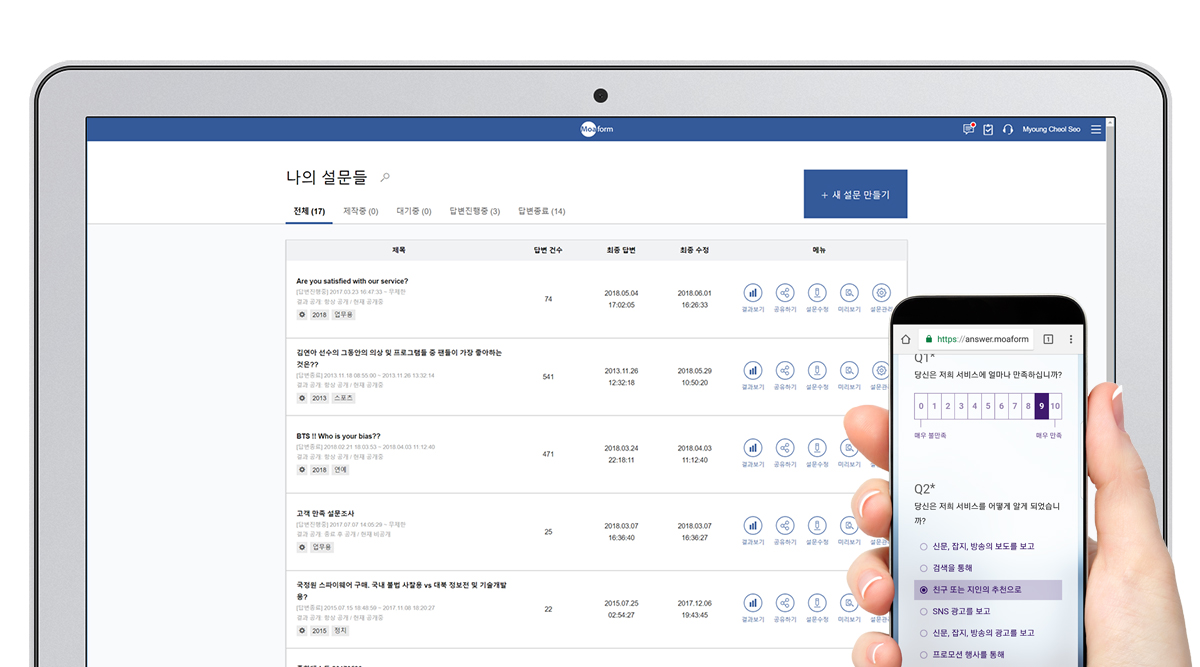 Moaform
Myoung Cheol Seo
나의 설문들
+ 새 설문 만들기
전체 (17) 제작중 (0) 대기중 (0) 답변진행중 (3) 답변종료 (14)
제목 답변 건수 최종 답변 최종 수정 메뉴
Are you satisfied with our service?
[답변진행중] 2017.03.23 16:47:33 ~ 무제한
결과 공개: 항상 공개 / 현재 공개중
2018 업무용
74
2018.05.04
17:02:05
2018.06.01
16:26:33
결과보기 공유하기 설문수정 미리보기 설문관리
김연아 선수의 그동안의 의상 및 프로그램들 중 팬들이 가장 좋아하는
것은??
[답변종료] 2013.11.18 08:55:00 ~ 2013.11.26 13:32:14
결과 공개: 항상 공개 / 현재 공개중
2013 스포츠
541
2013.11.26
12:32:18
2018.05.29
10:50:20
결과보기 공유하기 설문수정 미리보기 설문관
BTS !! Who is your bias??
[답변종료] 2018.02.21 18:03:53 ~ 2018.04.03 11:12:40
결과 공개: 항상 공개 / 현재 공개중
2018 연예
471
2018.03.24
22:18:11
2018.04.03
11:12:40
결과보기 공유하기 설문수정 미리보기
고객 만족 설문조사
[답변진행중] 2017.07.07 14:05:29 ~ 무제한
결과 공개: 종료 후 공개 / 현재 비공개
업무용
25
2018.03.07
16:36:40
2018.03.07
16:36:27
결과보기 공유하기 설문수정 미리보기 설문관
국정원 스파이웨어 구매, 국내 불법 사찰용 vs 대북 정보전 및 기술개발
용?
[답변종료] 2015.07.15 18:48:59 ~ 2017.11.08 18:20:27
결과 공개: 항상 공개 / 현재 공개중
2015 정치
22
2015.07.25
02:54:27
2017.12.06
19:43:45
결과보기 공유하기 설문수정 미리보기
https://answer.moaform
1
Q1*
당신은 저희 서비스에 얼마나 만족하십니까?
0 1 2 3 4 5 6 7 8 9 10
매우 불만족 매우 만족
Q2*
당신은 저희 서비스를 어떻게 알게 되었습니
까?
신문, 잡지, 방송의 보도를 보고
검색을 통해
친구 또는 지인의 추천으로
SNS 광고를 보고
신문, 잡지, 방송의 광고를 보고
프로모션 행사를 통해